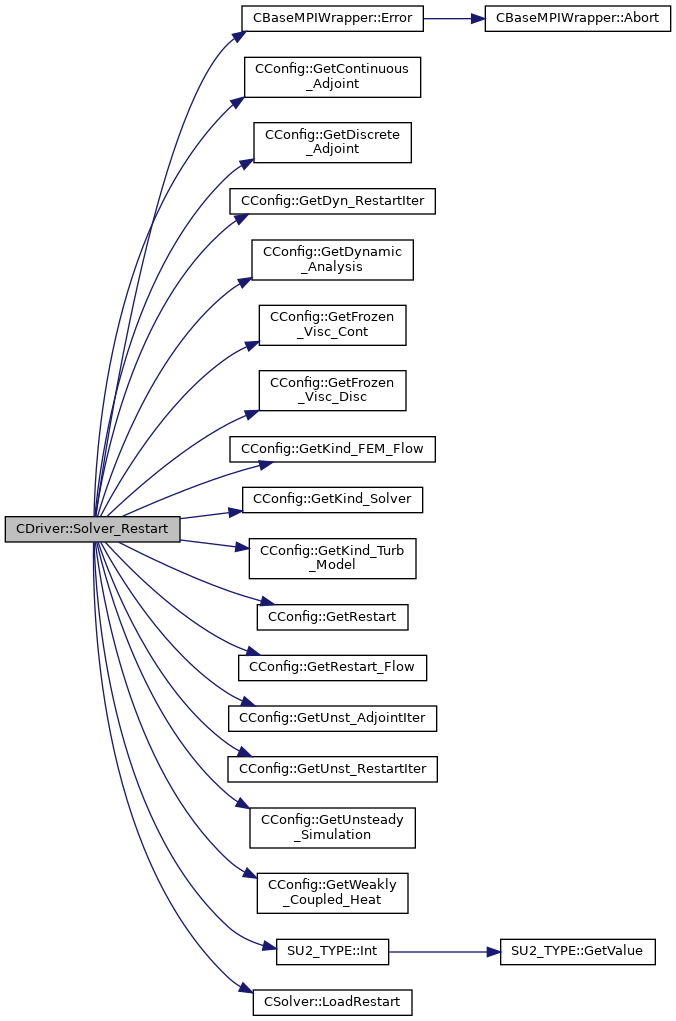 CBaseMPIWrapper::Error
CBaseMPIWrapper::Abort
CConfig::GetContinuous
_Adjoint
CConfig::GetDiscrete
_Adjoint
CConfig::GetDyn_RestartIter
CConfig::GetDynamic
_Analysis
CConfig::GetFrozen
_Visc_Cont
CConfig::GetFrozen
_Visc_Disc
CConfig::GetKind_FEM_Flow
CConfig::GetKind_Solver
CDriver::Solver_Restart
CConfig::GetKind_Turb
_Model
CConfig::GetRestart
CConfig::GetRestart_Flow
CConfig::GetUnst_AdjointIter
CConfig::GetUnst_RestartIter
CConfig::GetUnsteady
_Simulation
CConfig::GetWeakly
_Coupled_Heat
SU2_TYPE::Int
SU2_TYPE::GetValue
CSolver::LoadRestart